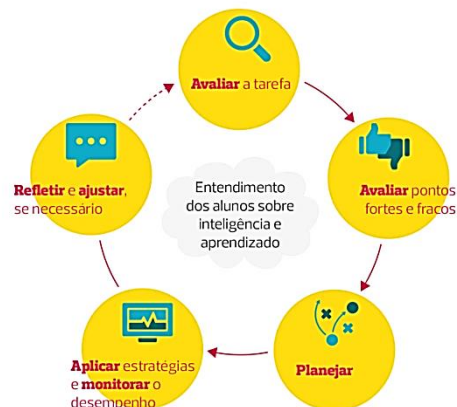 Avaliar a tarefa
Avaliar pontos
fortes e fracos
Planejar
Aplicar estratégias
e monitorar o
desempenho
Refletir e ajustar,
se necessário
Entendimento
dos alunos sobre
inteligência e
aprendizado